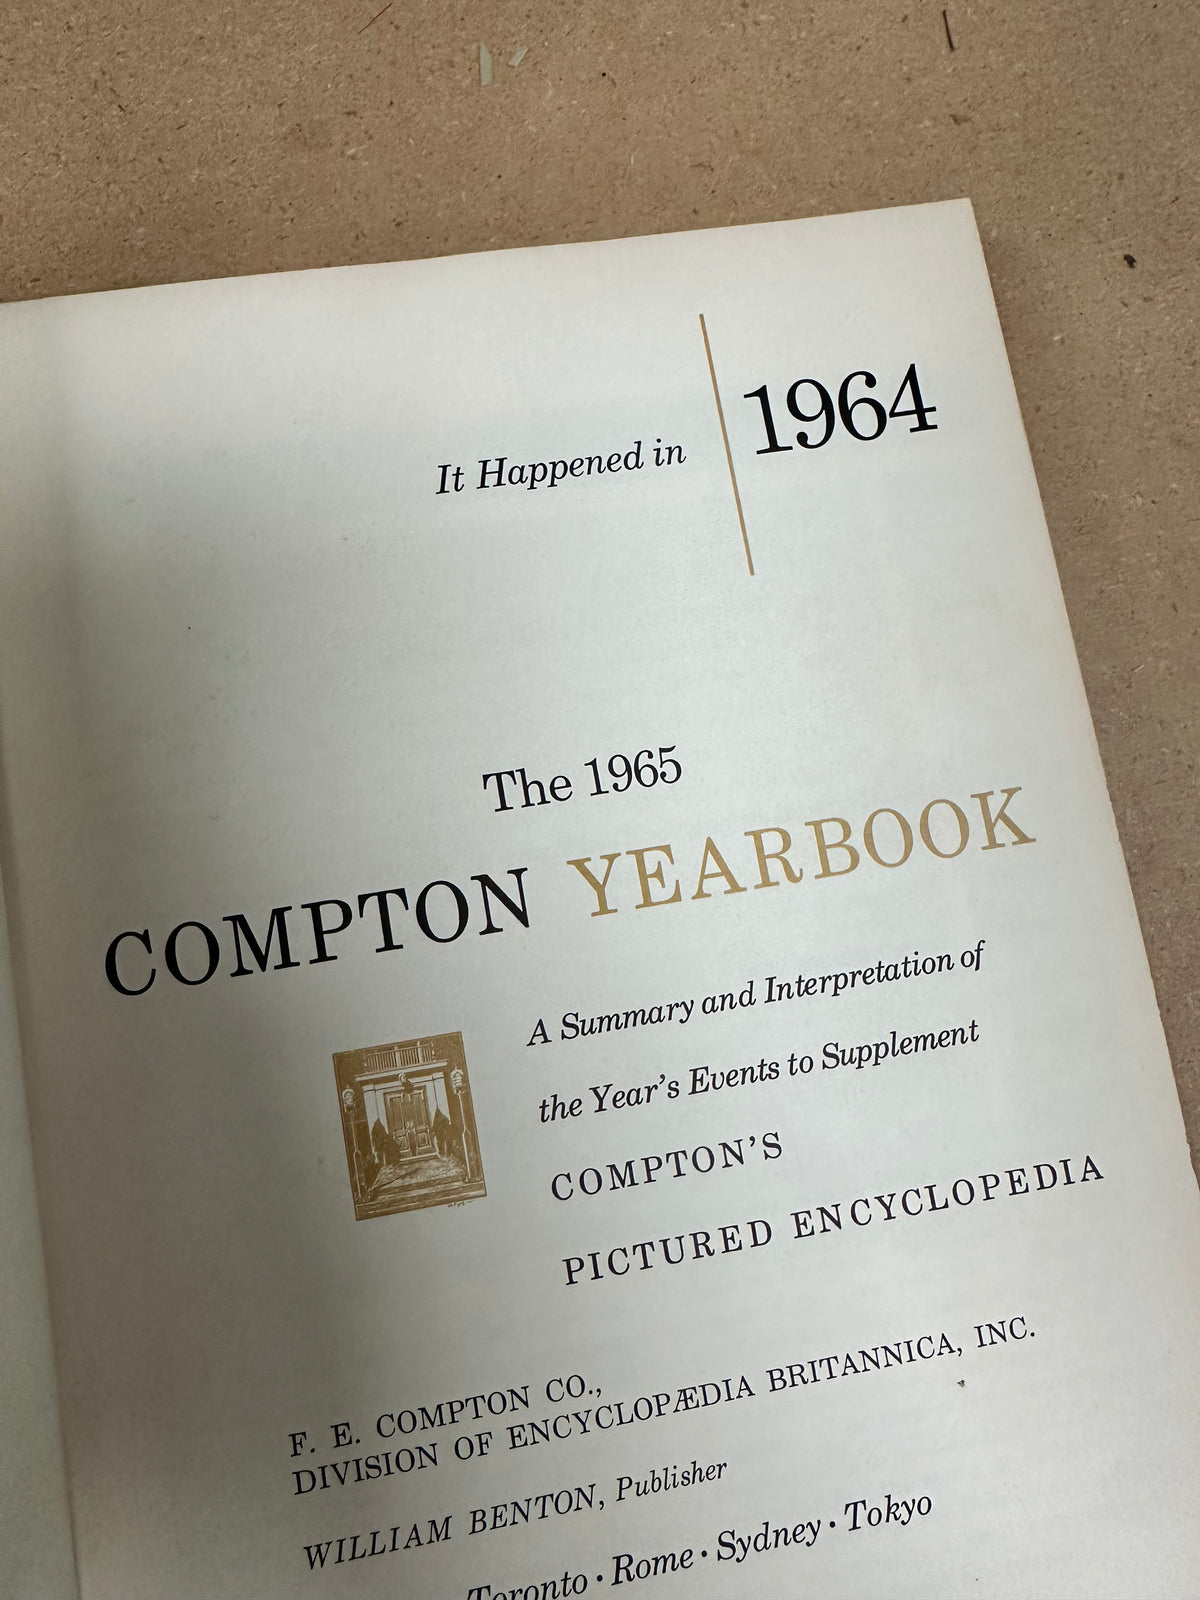 It Happened in 1964
The 1965
COMPTON YEARBOOK
A Summary and Interpretation of
the Year's Events to Supplement
COMPTON'S
PICTURED ENCYCLOPEDIA
F. E. COMPTON CO.,
DIVISION OF ENCYCLOPÆDIA BRITANNICA, INC.
WILLIAM BENTON, Publisher
Toronto · Rome · Sydney · Tokyo